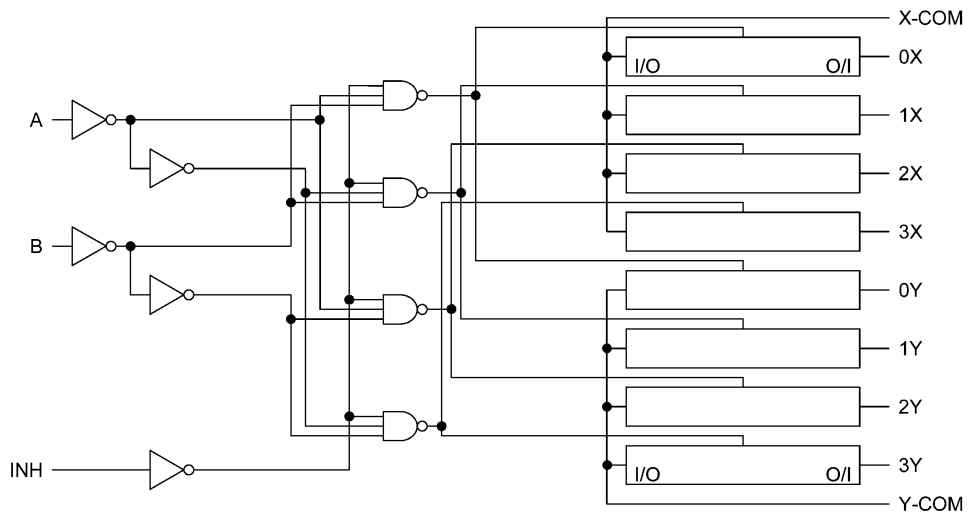 X-COM
I/O O/I 0X
A
1X
2X
B
3X
0Y
1Y
2Y
INH
I/O O/I 3Y
Y-COM